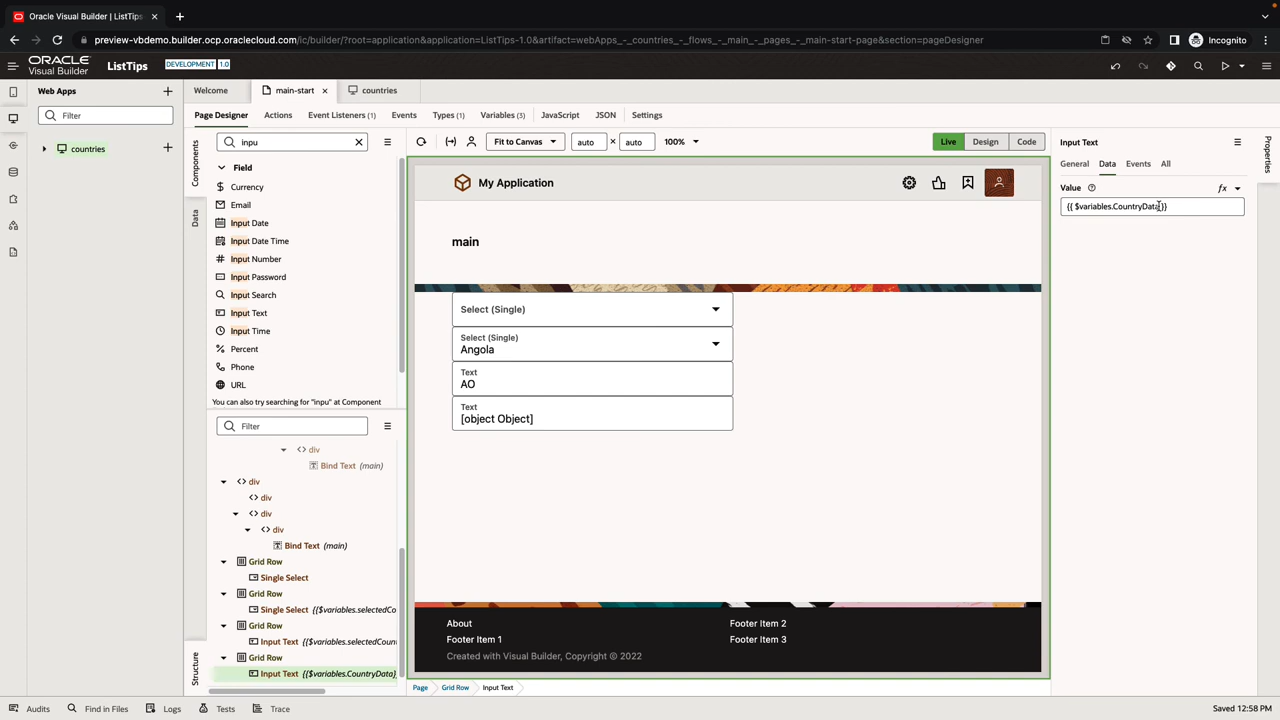 Oracle Visual Builder | ListTips
preview-vbdemo.builder.ocp.oraclecloud.com/ic/builder/?root=application&application=ListTips-1.0&artifact=webApps_-_countries_-_flows_-_main_-_pages_-_main-start-page&section=pageDesigner
Incognito
ORACLE
Visual Builder
ListTips
DEVELOPMENT 1.0
Web Apps
Filter
countries
Welcome
main-start
countries
Page Designer
Actions
Event Listeners (1)
Events
Types (1)
Variables (3)
JavaScript
JSON
Settings
Components
Data
inpu
Field
Currency
Email
Input Date
Input Date Time
Input Number
Input Password
Input Search
Input Text
Input Time
Percent
Phone
URL
You can also try searching for "inpu" at Component
Structure
Filter
div
Bind Text (main)
div
div
div
div
Bind Text (main)
Grid Row
Single Select
Grid Row
Single Select {{$variables.selectedCo
Grid Row
Input Text {{$variables.selectedCoun
Grid Row
Input Text {{$variables.CountryData}
Fit to Canvas
auto
×
auto
100%
Live
Design
Code
My Application
main
Select (Single)
Select (Single)
Angola
Text
AO
Text
[object Object]
About
Footer Item 1
Footer Item 2
Footer Item 3
Created with Visual Builder, Copyright © 2022
Page
Grid Row
Input Text
Input Text
General
Data
Events
All
Value
fx
{{ $variables.CountryData }}
Properties
Audits
Find in Files
Logs
Tests
Trace
Saved 12:58 PM